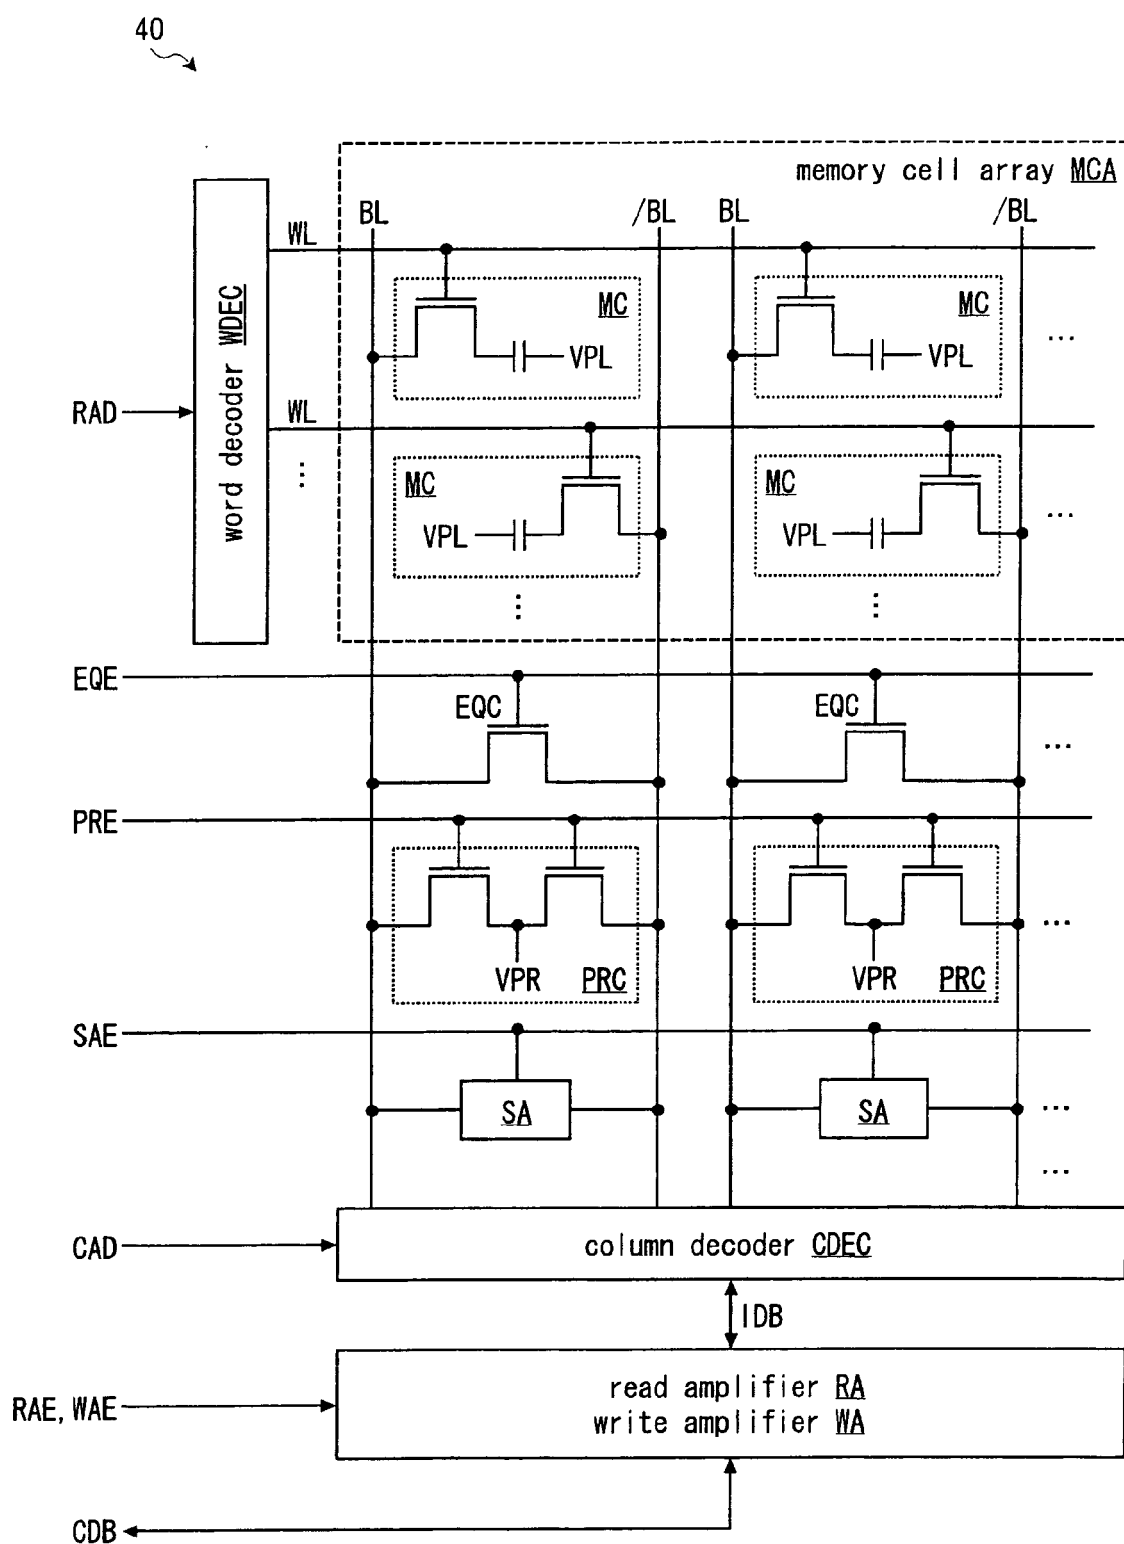 40
memory cell array MCA
BL /BL BL /BL
WL
MC MC
VPL VPL
...
word decoder WDEC
RAD
WL
...
MC MC
VPL VPL
...
... ...
EQE
EQC EQC
...
PRE
...
VPR PRC VPR PRC
SAE
SA SA ...
...
CAD column decoder CDEC
IDB
read amplifier RA
RAE, WAE
write amplifier WA
CDB